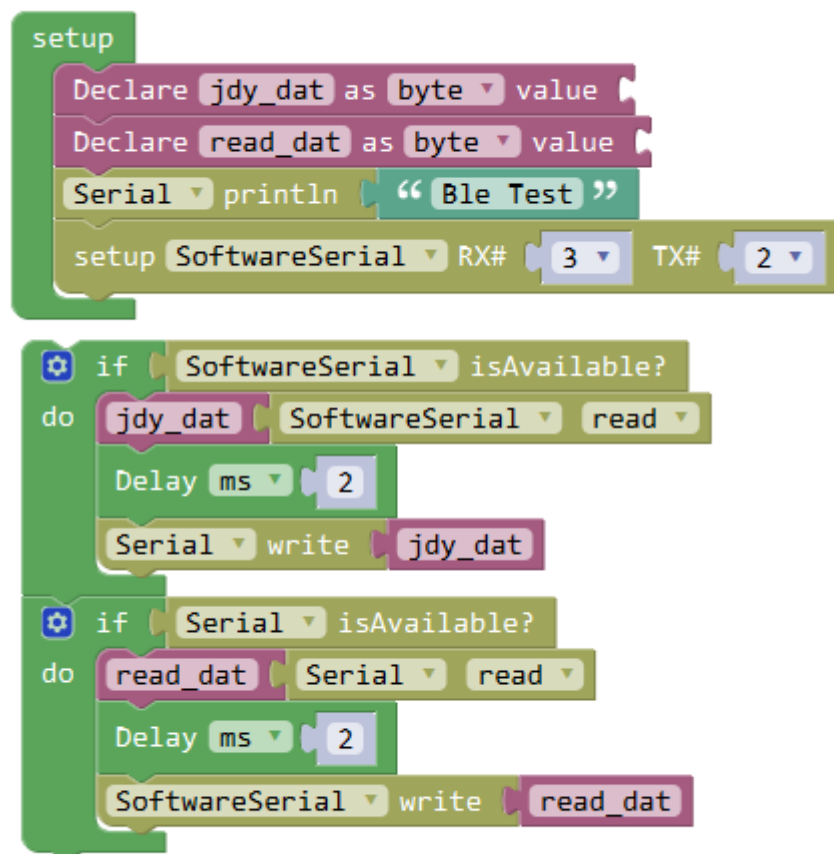 setup
Declare jdy_dat as byte value
Declare read_dat as byte value
Serial println “ Ble Test ”
setup SoftwareSerial RX# 3 TX# 2
if SoftwareSerial isAvailable?
do jdy_dat SoftwareSerial read
Delay ms 2
Serial write jdy_dat
if Serial isAvailable?
do read_dat Serial read
Delay ms 2
SoftwareSerial write read_dat